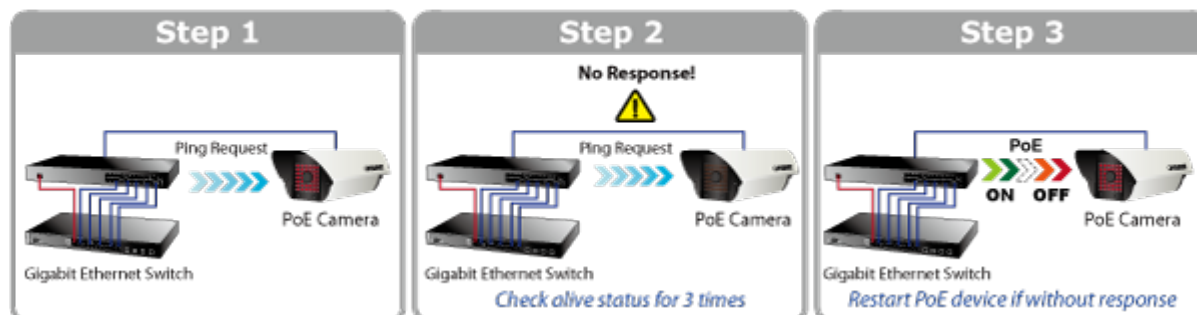 Step 1
Ping Request
PoE Camera
Gigabit Ethernet Switch
Step 2
No Response!
Ping Request
PoE Camera
Gigabit Ethernet Switch
Check alive status for 3 times
Step 3
PoE
ON OFF
PoE Camera
Gigabit Ethernet Switch
Restart PoE device if without response